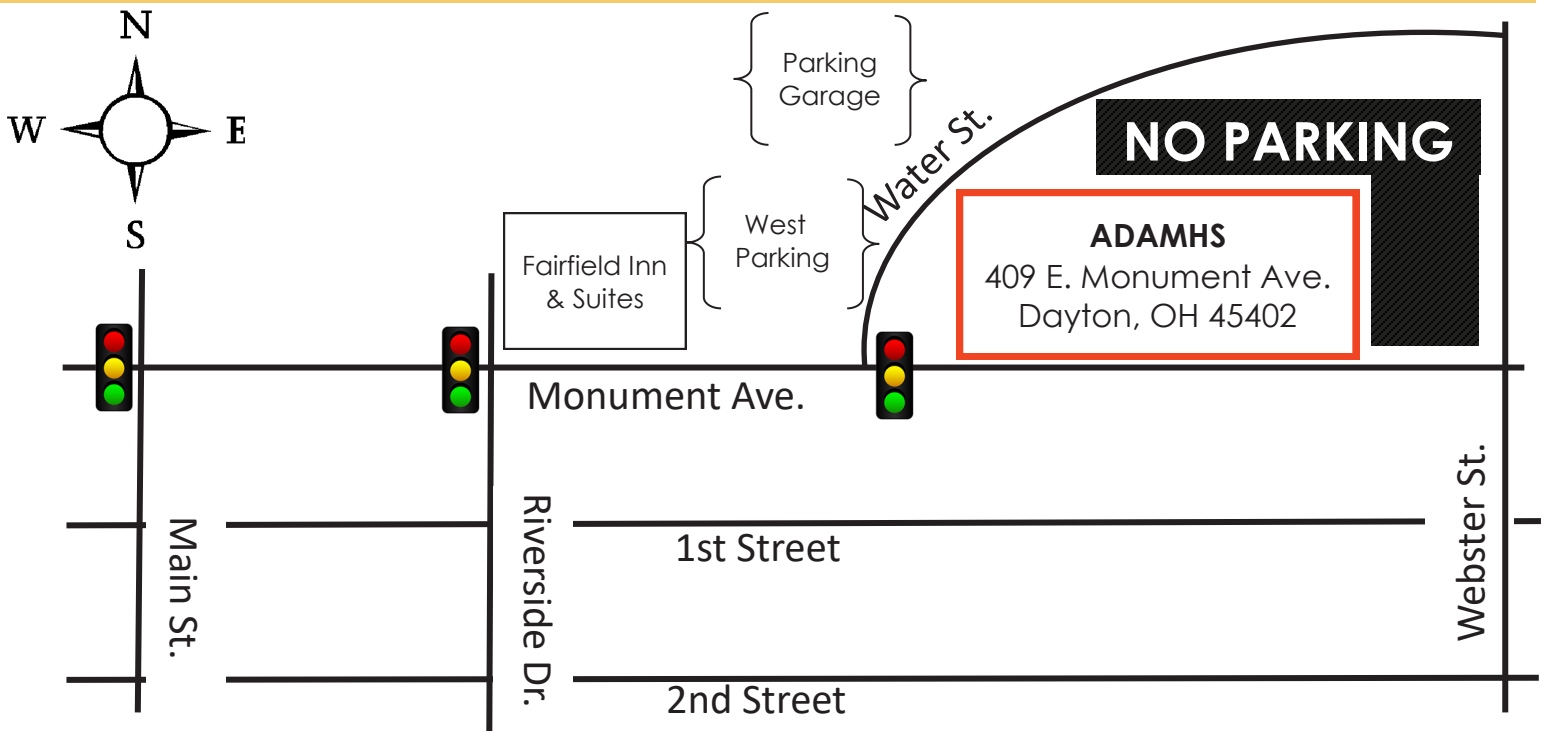 N
W
E
S
Parking
Garage
Water St.
NO PARKING
West
Parking
Fairfield Inn
& Suites
ADAMHS
409 E. Monument Ave.
Dayton, OH 45402
Monument Ave.
Main St.
Riverside Dr.
1st Street
Webster St.
2nd Street